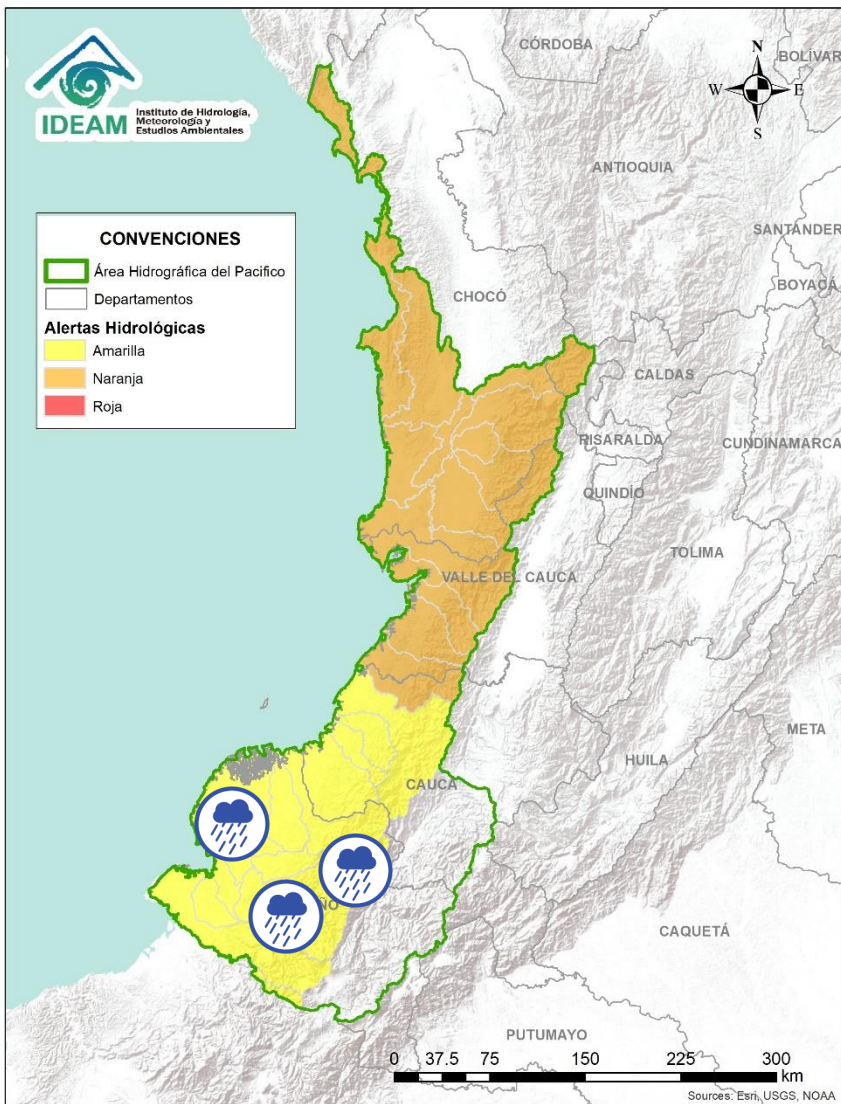 IDEAM
Instituto de Hidrología,
Meteorología y
Estudios Ambientales
CÓRDOBA
BOLÍVAR
N
W
E
S
ANTIOQUIA
SANTANDER
BOYACÁ
CONVENCIONES
Área Hidrográfica del Pacifico
Departamentos
Alertas Hidrológicas
Amarilla
Naranja
Roja
CHOCÓ
CALDAS
RISARALDA
CUNDINAMARCA
QUINDÍO
TOLIMA
VALLE DEL CAUCA
META
HUILA
CAUCA
ÑO
CAQUETÁ
PUTUMAYO
0 37.5 75 150 225 300
km
Sources: Esri, USGS, NOAA